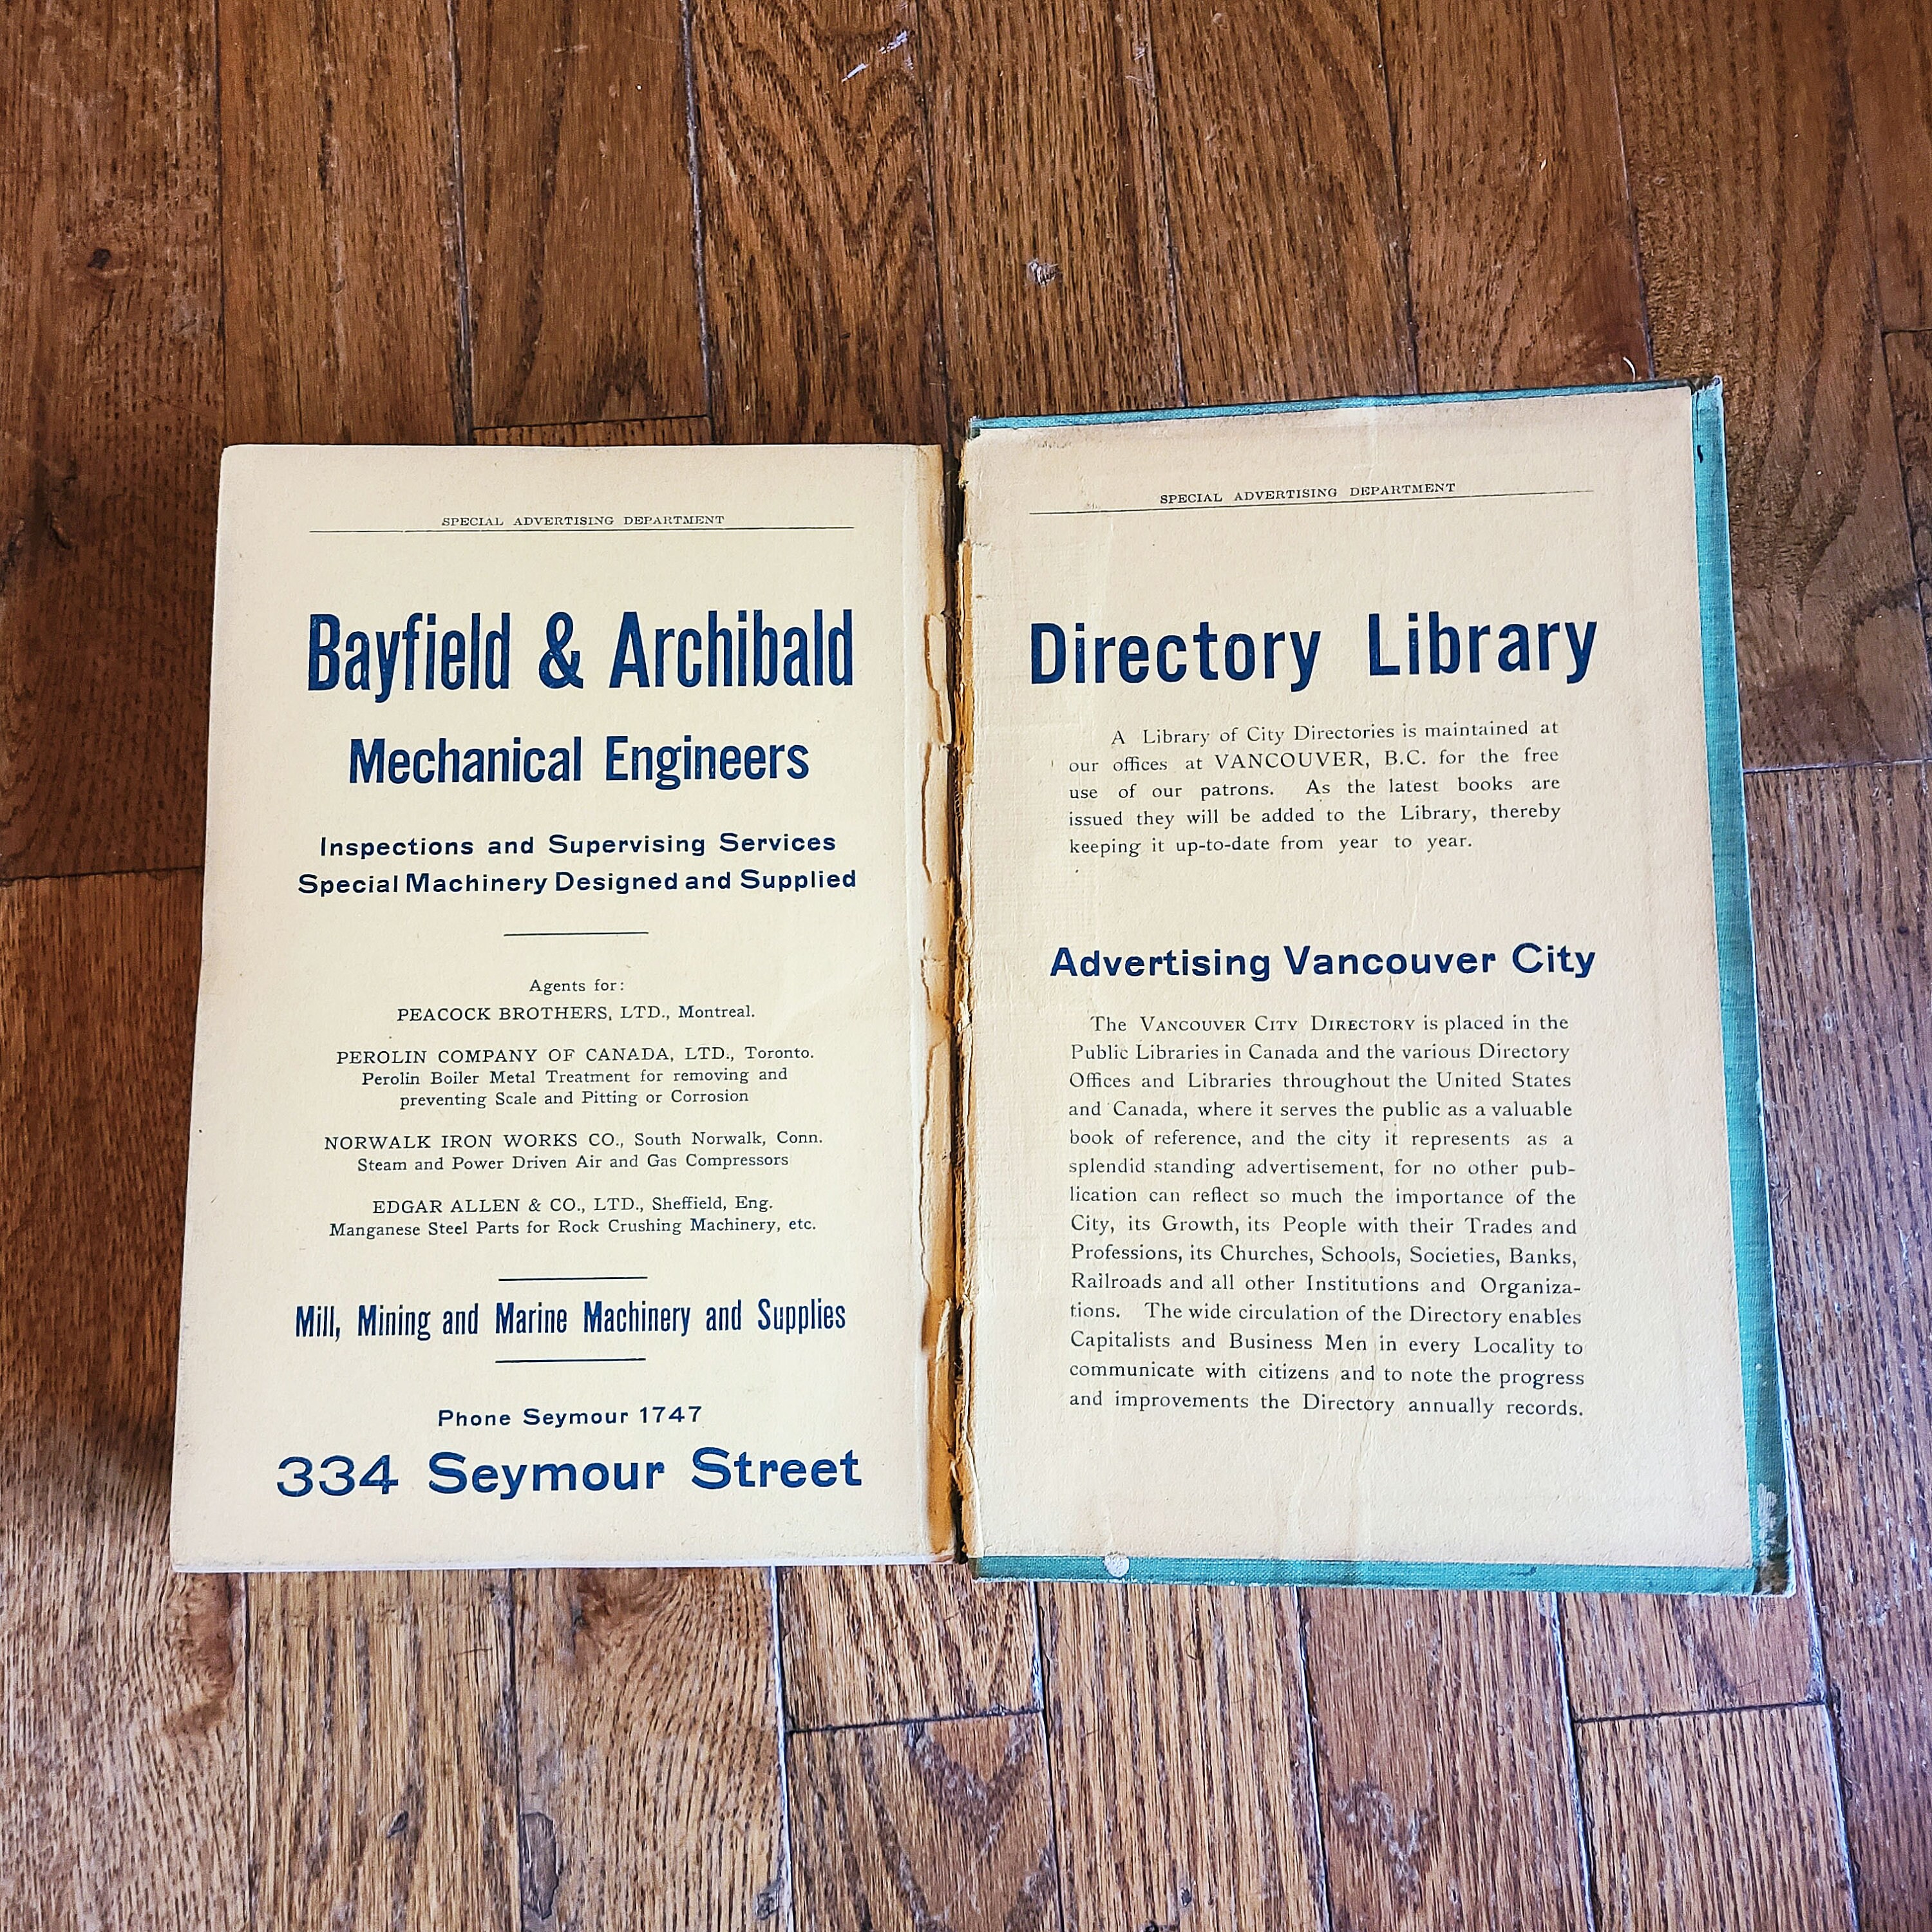 SPECIAL ADVERTISING DEPARTMENT
Bayfield & Archibald
Mechanical Engineers
Inspections and Supervising Services
Special Machinery Designed and Supplied
Agents for:
PEACOCK BROTHERS, LTD., Montreal.
PEROLIN COMPANY OF CANADA, LTD., Toronto.
Perolin Boiler Metal Treatment for removing and
preventing Scale and Pitting or Corrosion
NORWALK IRON WORKS CO., South Norwalk, Conn.
Steam and Power Driven Air and Gas Compressors
EDGAR ALLEN & CO., LTD., Sheffield, Eng.
Manganese Steel Parts for Rock Crushing Machinery, etc.
Mill, Mining and Marine Machinery and Supplies
Phone Seymour 1747
334 Seymour Street
SPECIAL ADVERTISING DEPARTMENT
Directory Library
A Library of City Directories is maintained at
our offices at VANCOUVER, B.C. for the free
use of our patrons. As the latest books are
issued they will be added to the Library, thereby
keeping it up-to-date from year to year.
Advertising Vancouver City
The VANCOUVER CITY DIRECTORY is placed in the
Public Libraries in Canada and the various Directory
Offices and Libraries throughout the United States
and Canada, where it serves the public as a valuable
book of reference, and the city it represents as a
splendid standing advertisement, for no other pub-
lication can reflect so much the importance of the
City, its Growth, its People with their Trades and
Professions, its Churches, Schools, Societies, Banks,
Railroads and all other Institutions and Organiza-
tions. The wide circulation of the Directory enables
Capitalists and Business Men in every Locality to
communicate with citizens and to note the progress
and improvements the Directory annually records.